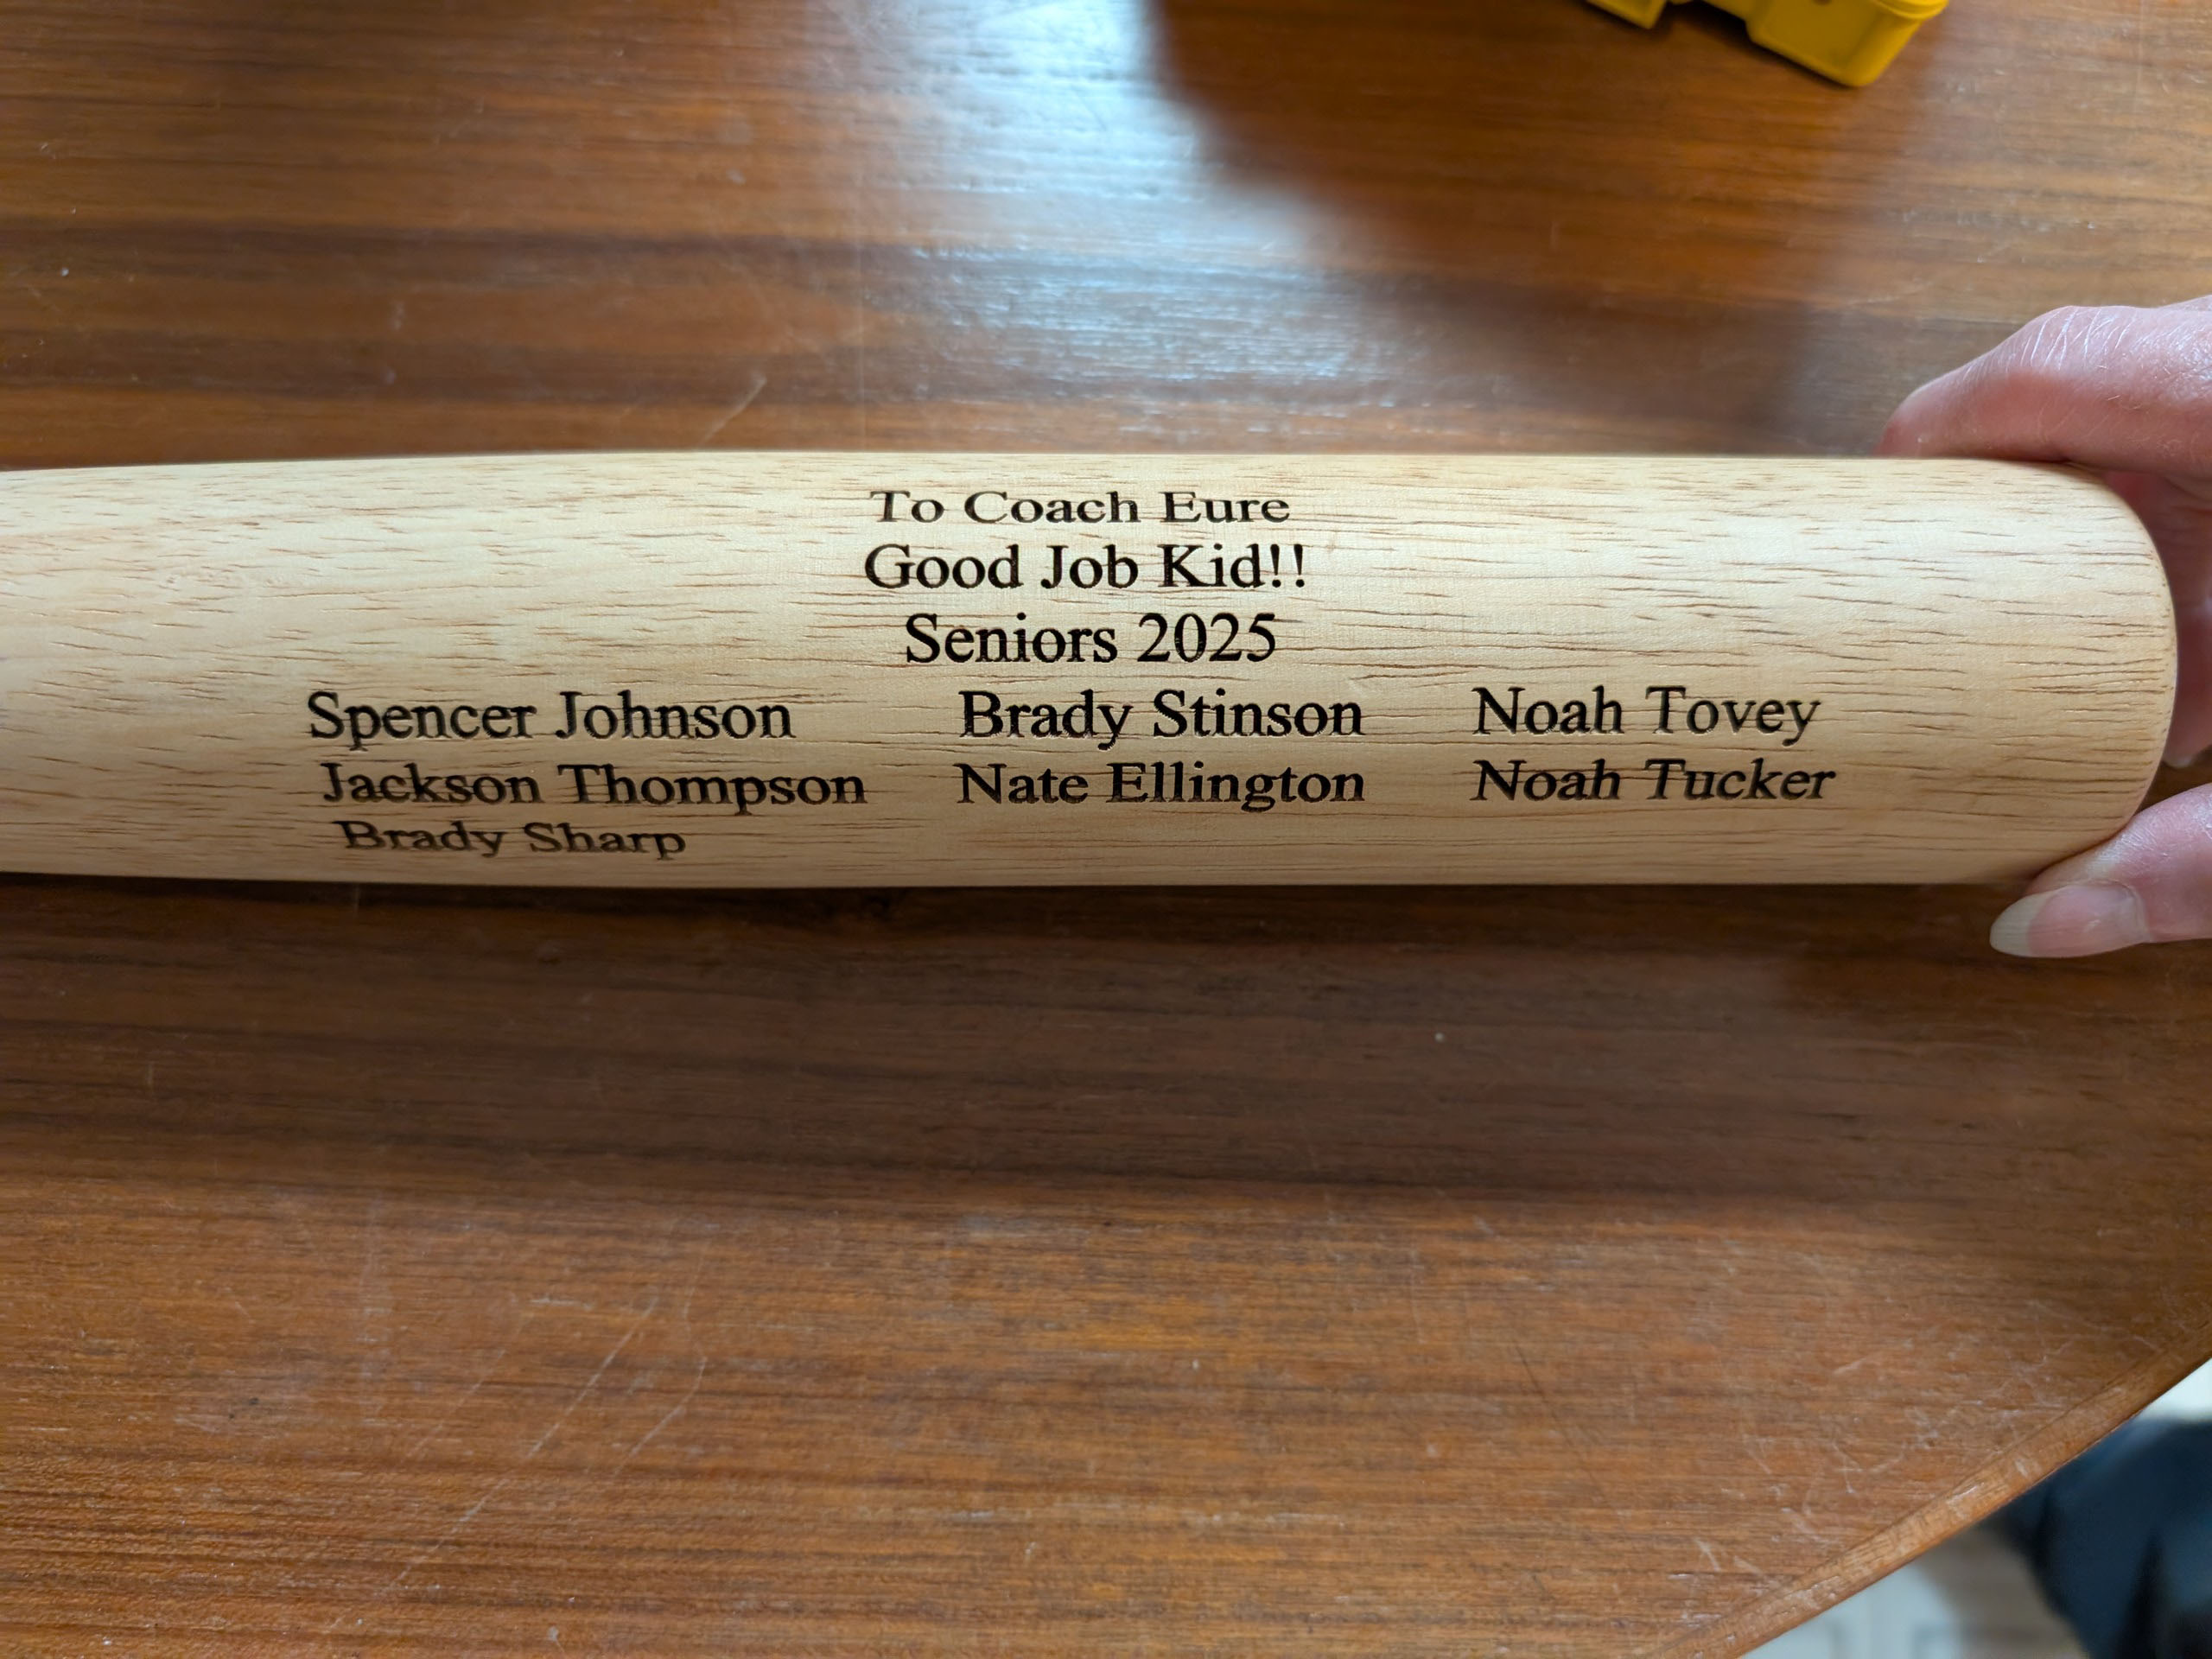 To Coach Eure
Good Job Kid!!
Seniors 2025
Spencer Johnson Brady Stinson Noah Tovey
Jackson Thompson Nate Ellington Noah Tucker
Brady Sharp